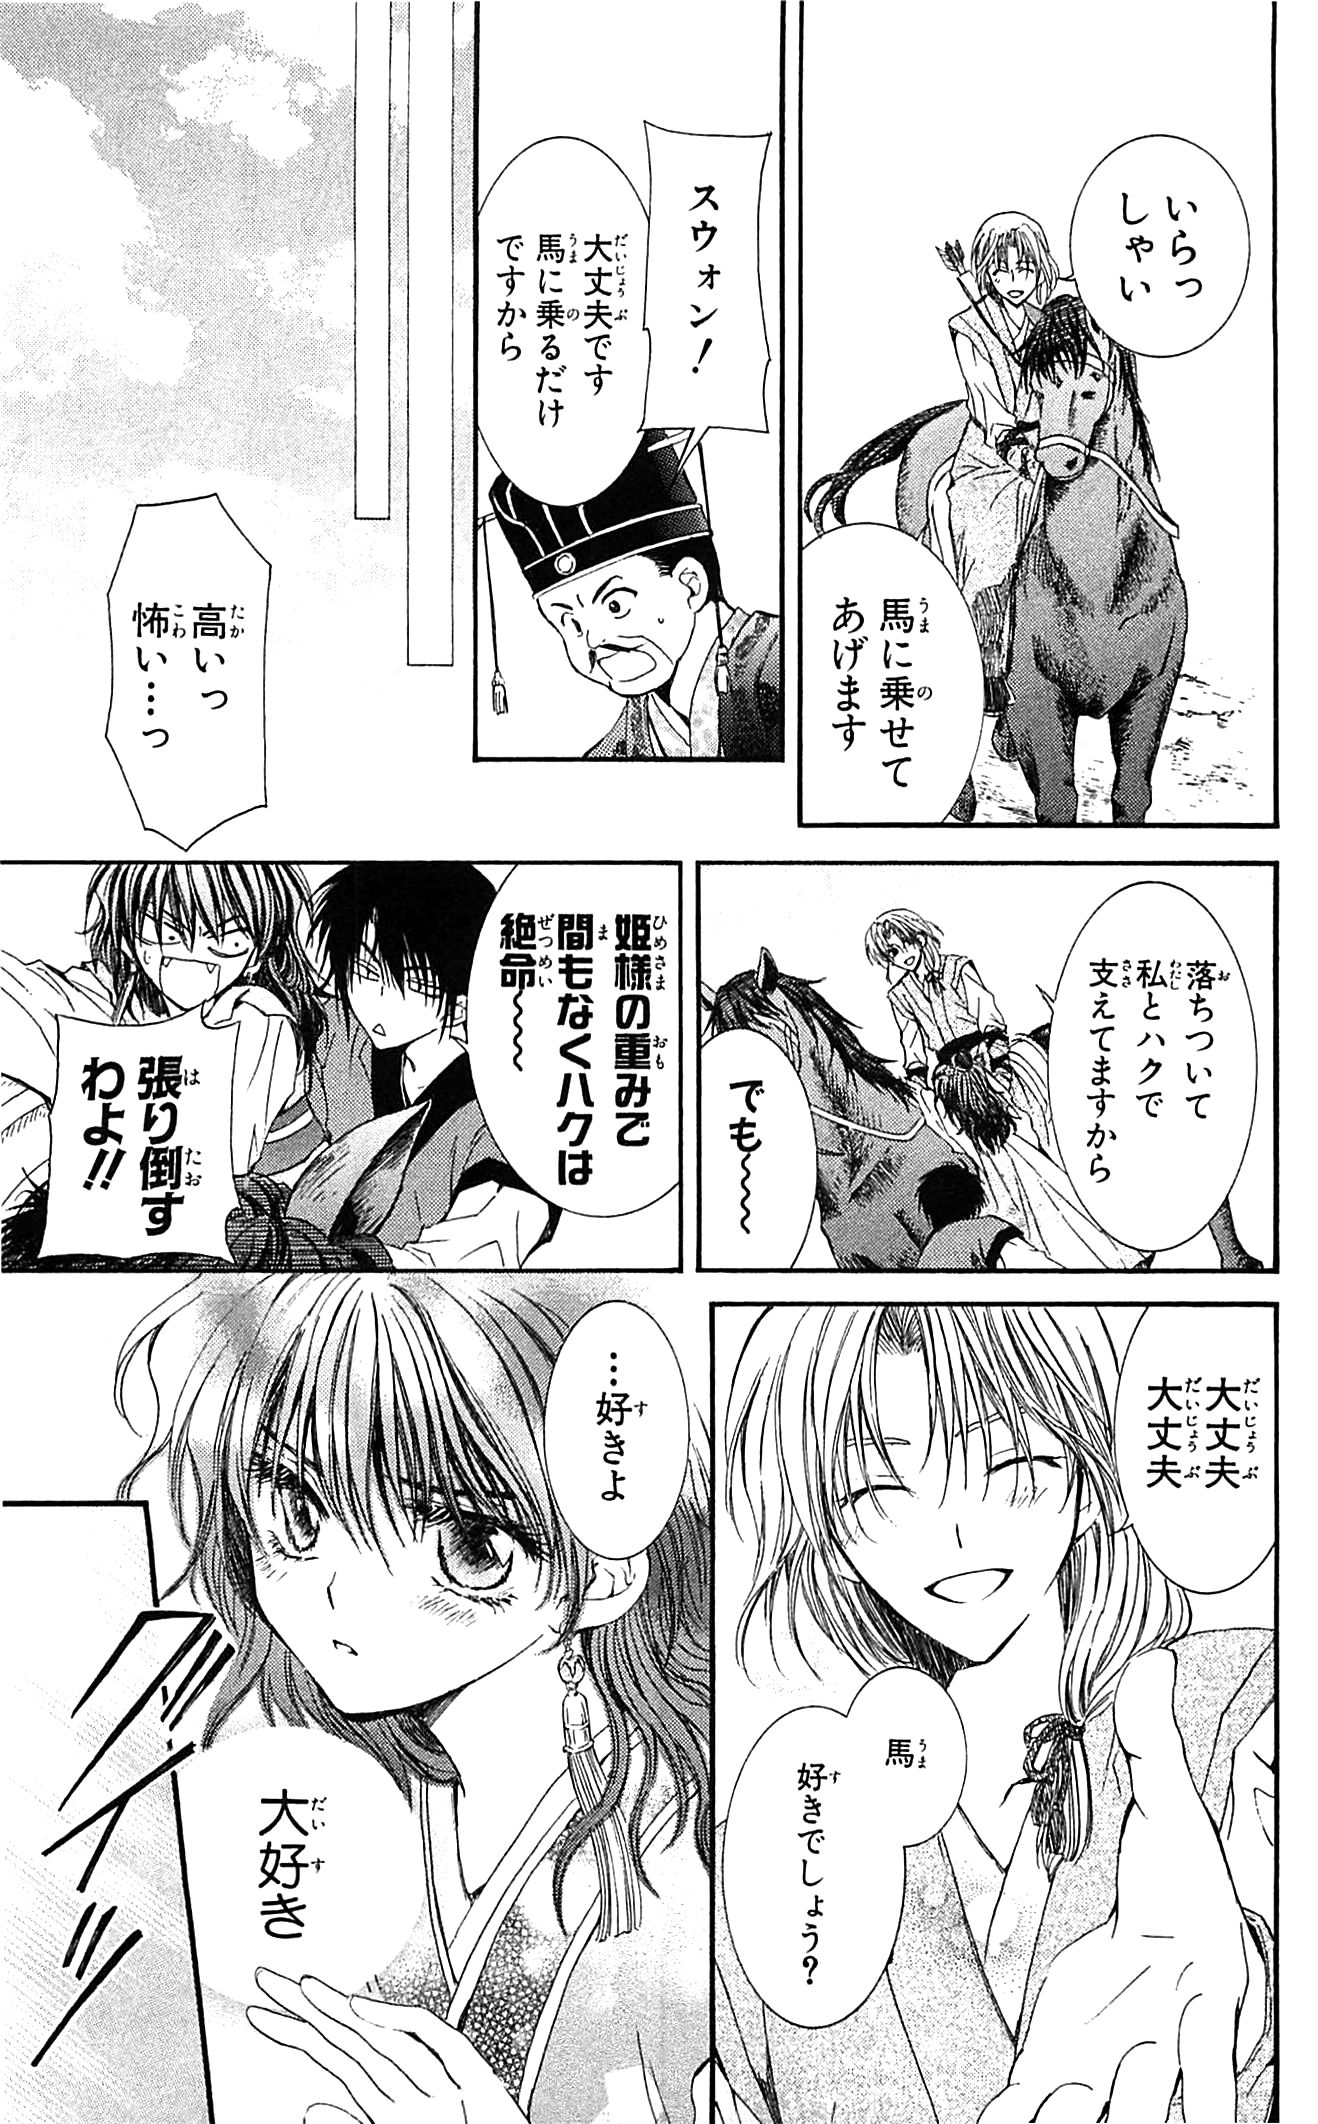 いらっ
しゃい
馬に乗せて
あげます
スウォン！
大丈夫です
馬に乗るだけ
ですから
高いっ
怖い…っ
落ちついて
私とハクで
支えてますから
でも〜〜〜
姫様の重みで
間もなくハクは
絶命〜〜〜
張り倒す
わよ!!
大丈夫
大丈夫
馬
好きでしょう？
…好きよ
大好き
ガバッ